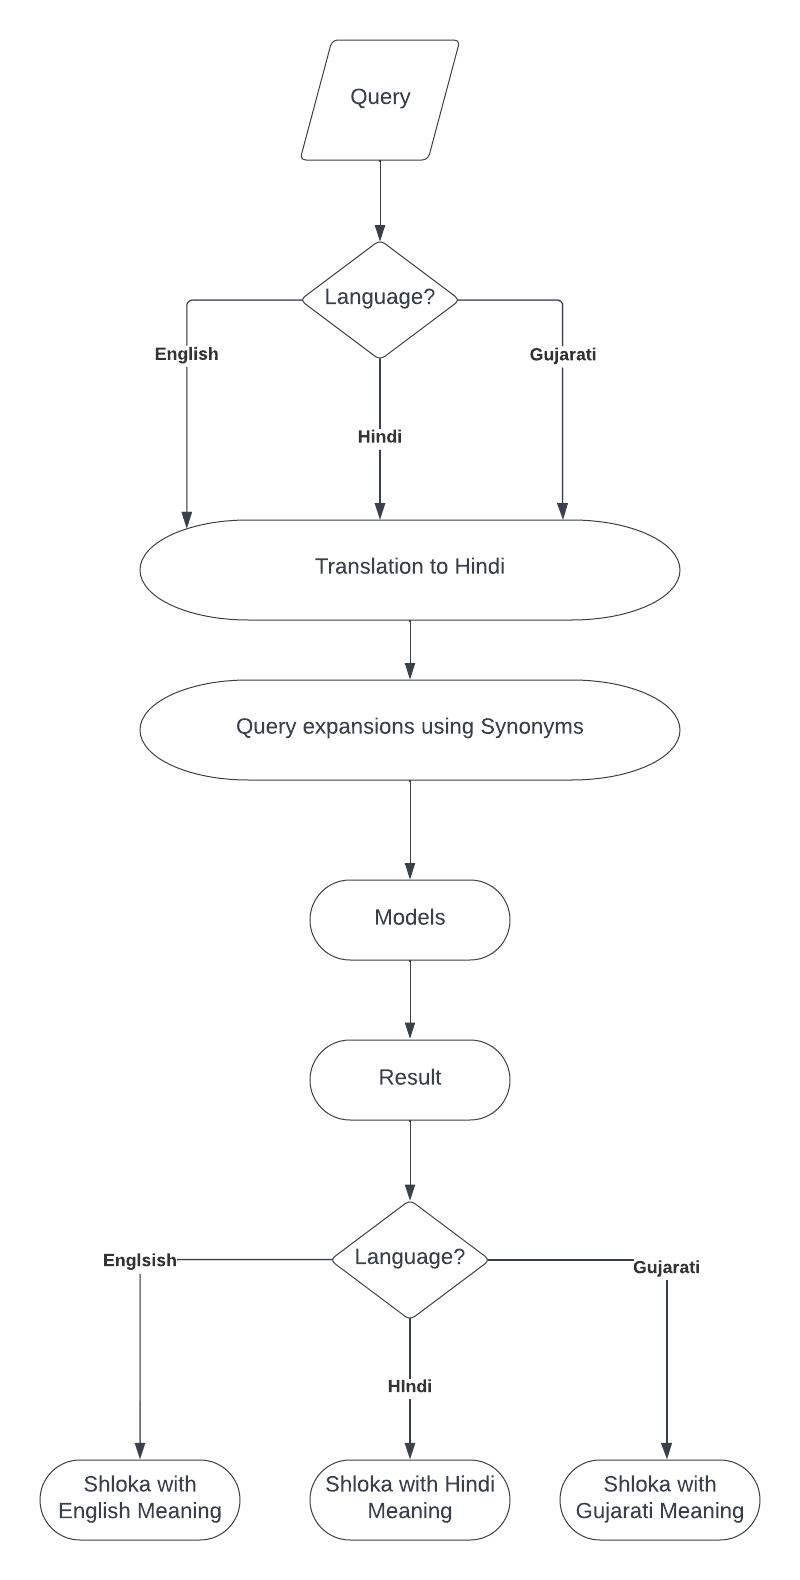 Query
Language?
English
Gujarati
Hindi
Translation to Hindi
Query expansions using Synonyms
Models
Result
Language?
Englsish
Gujarati
HIndi
Shloka with
English Meaning
Shloka with Hindi
Meaning
Shloka with
Gujarati Meaning